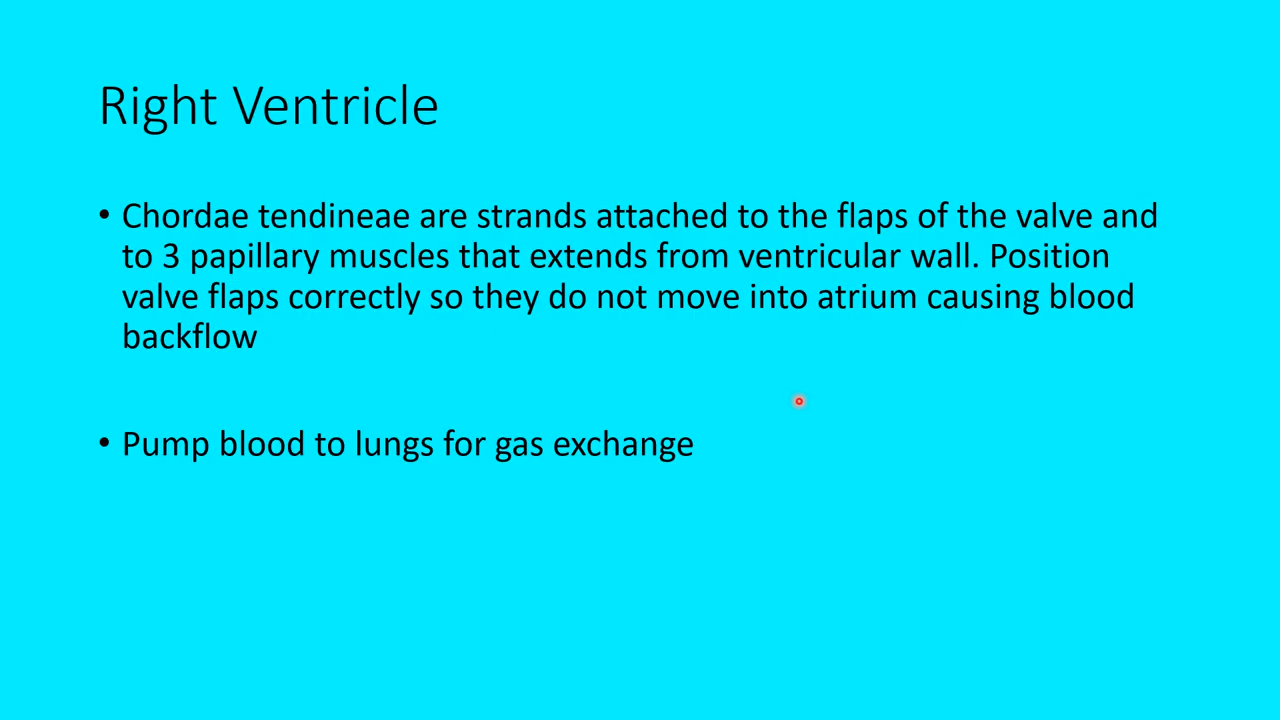 Right Ventricle
• Chordae tendineae are strands attached to the flaps of the valve and
to 3 papillary muscles that extends from ventricular wall. Position
valve flaps correctly so they do not move into atrium causing blood
backflow
• Pump blood to lungs for gas exchange